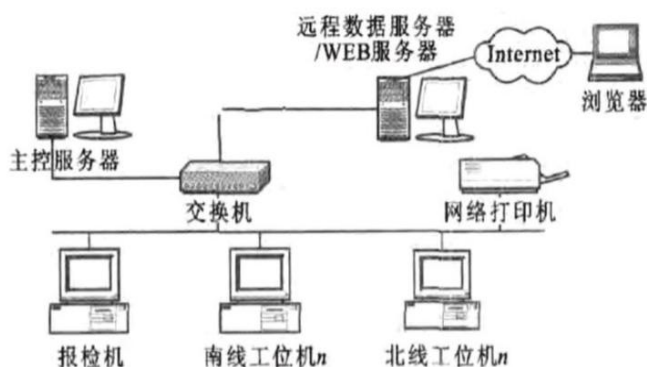 远程数据服务器
/WEB服务器
Internet
浏览器
主控服务器
交换机
网络打印机
报检机
南线工位机n
北线工位机n